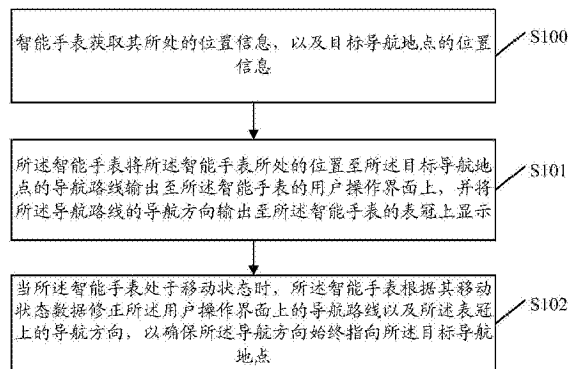 智能手表获取其所处的位置信息，以及目标导航地点的位置
信息
S100
所述智能手表将所述智能手表所处的位置至所述目标导航地
点的导航路线输出至所述智能手表的用户操作界面上，并将
所述导航路线的导航方向输出至所述智能手表的表冠上显示
S101
当所述智能手表处于移动状态时，所述智能手表根据其移动
状态数据修正所述用户操作界面上的导航路线以及所述表冠
上的导航方向，以确保所述导航方向始终指向所述目标导航
地点
S102